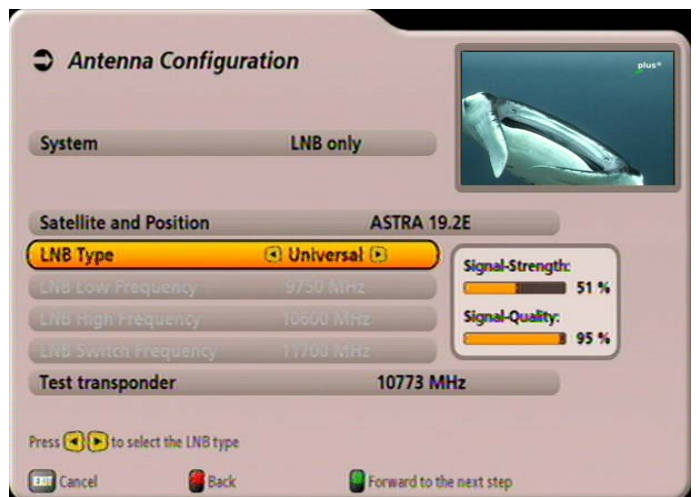 Antenna Configuration
plus+
System LNB only
Satellite and Position ASTRA 19.2E
LNB Type Universal
Signal-Strength:
LNB Low Frequency 9750 MHz
51 %
LNB High Frequency 10600 MHz
Signal-Quality:
LNB Switch Frequency 11700 MHz
95 %
Test transponder 10773 MHz
Press to select the LNB type
EXIT Cancel Back Forward to the next step